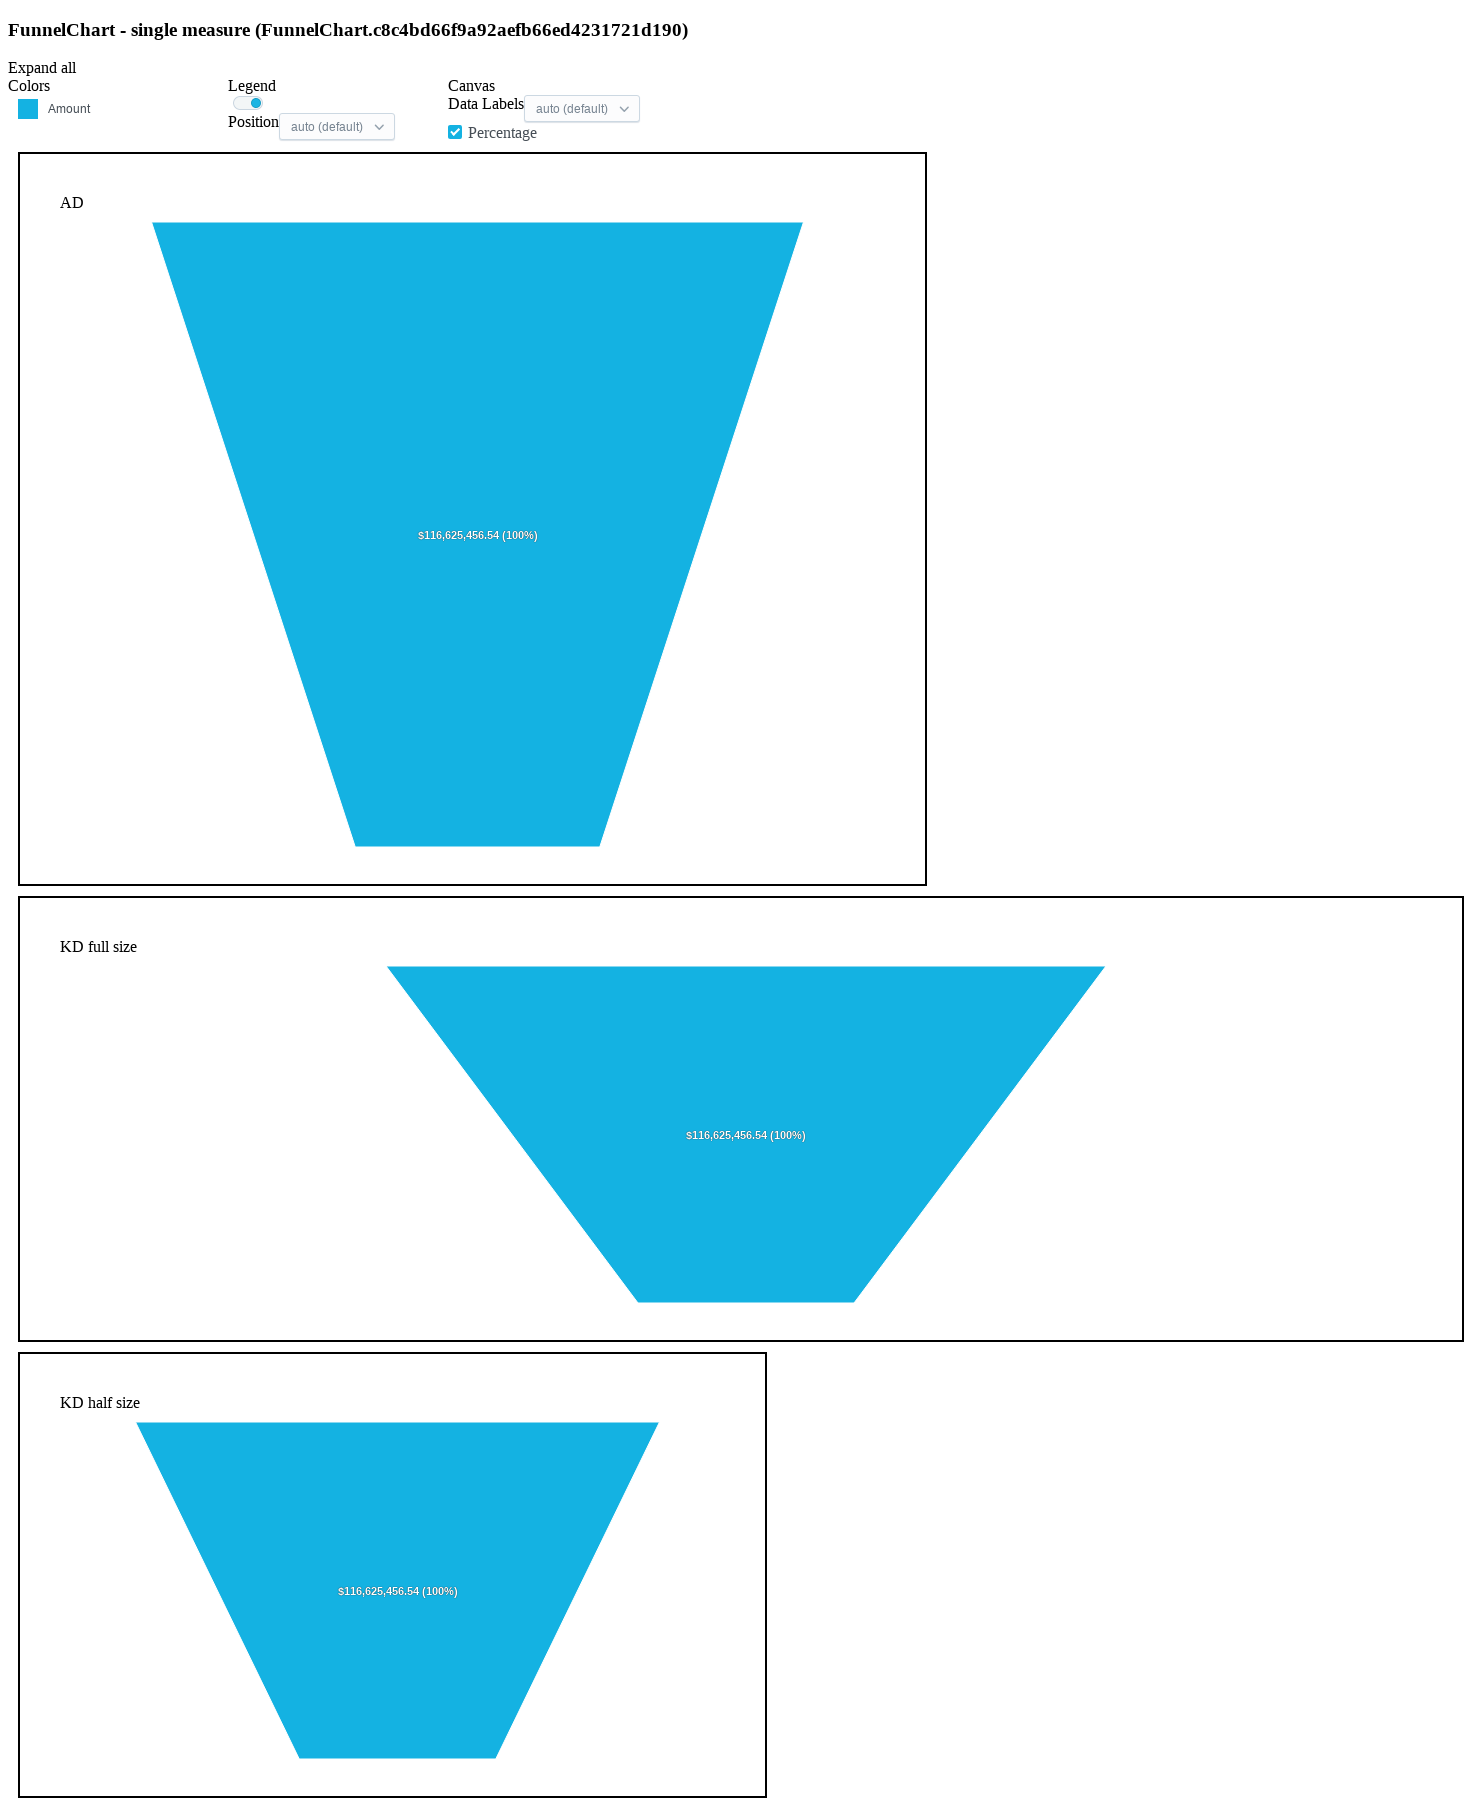 FunnelChart - single measure (FunnelChart.c8c4bd66f9a92aefb66ed4231721d190)
Expand all
Colors
Amount
Legend
Position auto (default)
Canvas
Data Labels auto (default)
Percentage
AD
$116,625,456.54 (100%)
KD full size
$116,625,456.54 (100%)
KD half size
$116,625,456.54 (100%)